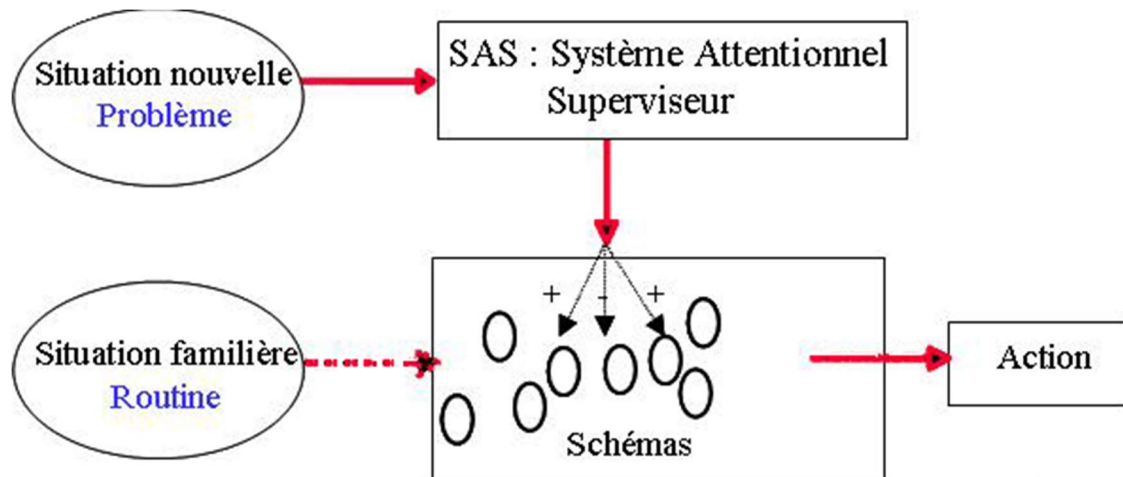 Situation nouvelle
Problème
SAS : Système Attentionnel
Superviseur
+ - +
Situation familière
Routine
Schémas
Action